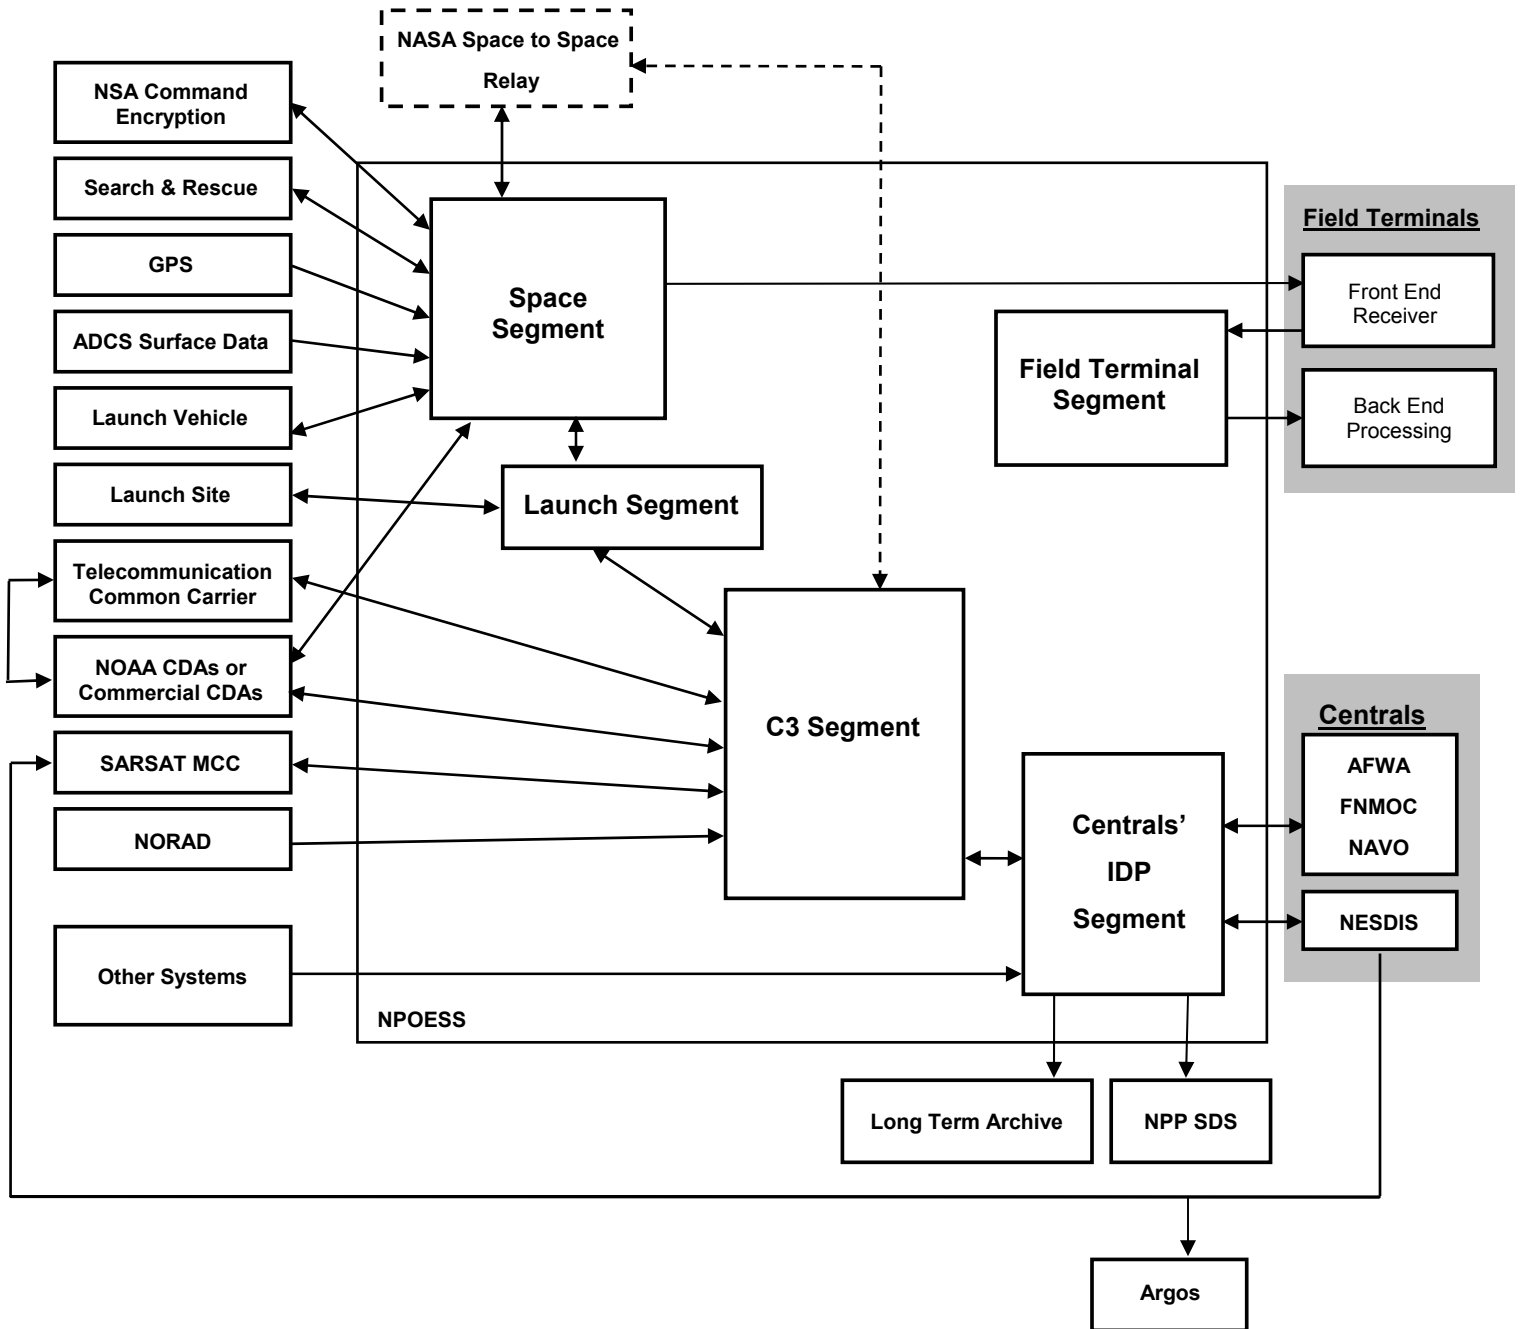 NASA Space to Space
Relay
NSA Command
Encryption
Search & Rescue
GPS
ADCS Surface Data
Launch Vehicle
Launch Site
Telecommunication
Common Carrier
NOAA CDAs or
Commercial CDAs
SARSAT MCC
NORAD
Other Systems
Space
Segment
Launch Segment
C3 Segment
Field Terminal
Segment
Centrals’
IDP
Segment
NPOESS
Field Terminals
Front End
Receiver
Back End
Processing
Centrals
AFWA
FNMOC
NAVO
NESDIS
Long Term Archive
NPP SDS
Argos